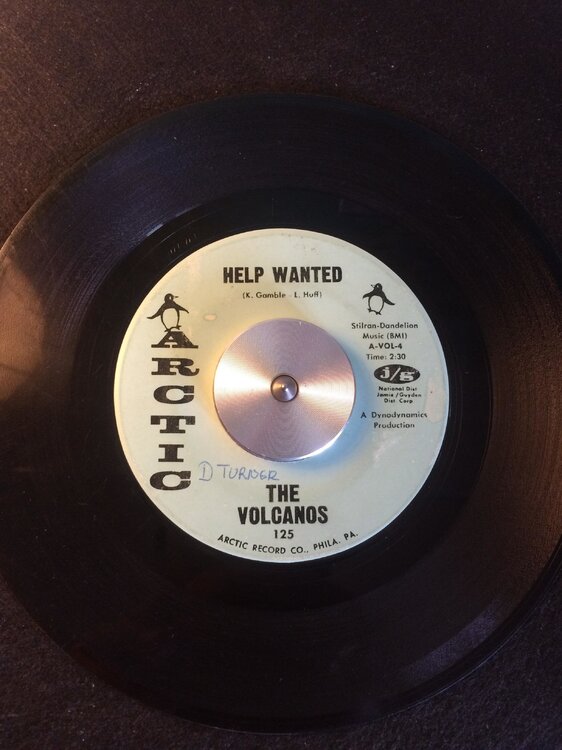 HELP WANTED
(K. Gamble - L. Huff)
ARCTIC
Stilran-Dandelion
Music (BMI)
A-VOL-4
Time: 2:30
j/g
National Dist
Jamie/Guyden
Dist Corp
A Dynodynamics
Production
D TURNER
THE
VOLCANOS
125
ARCTIC RECORD CO., PHILA. PA.